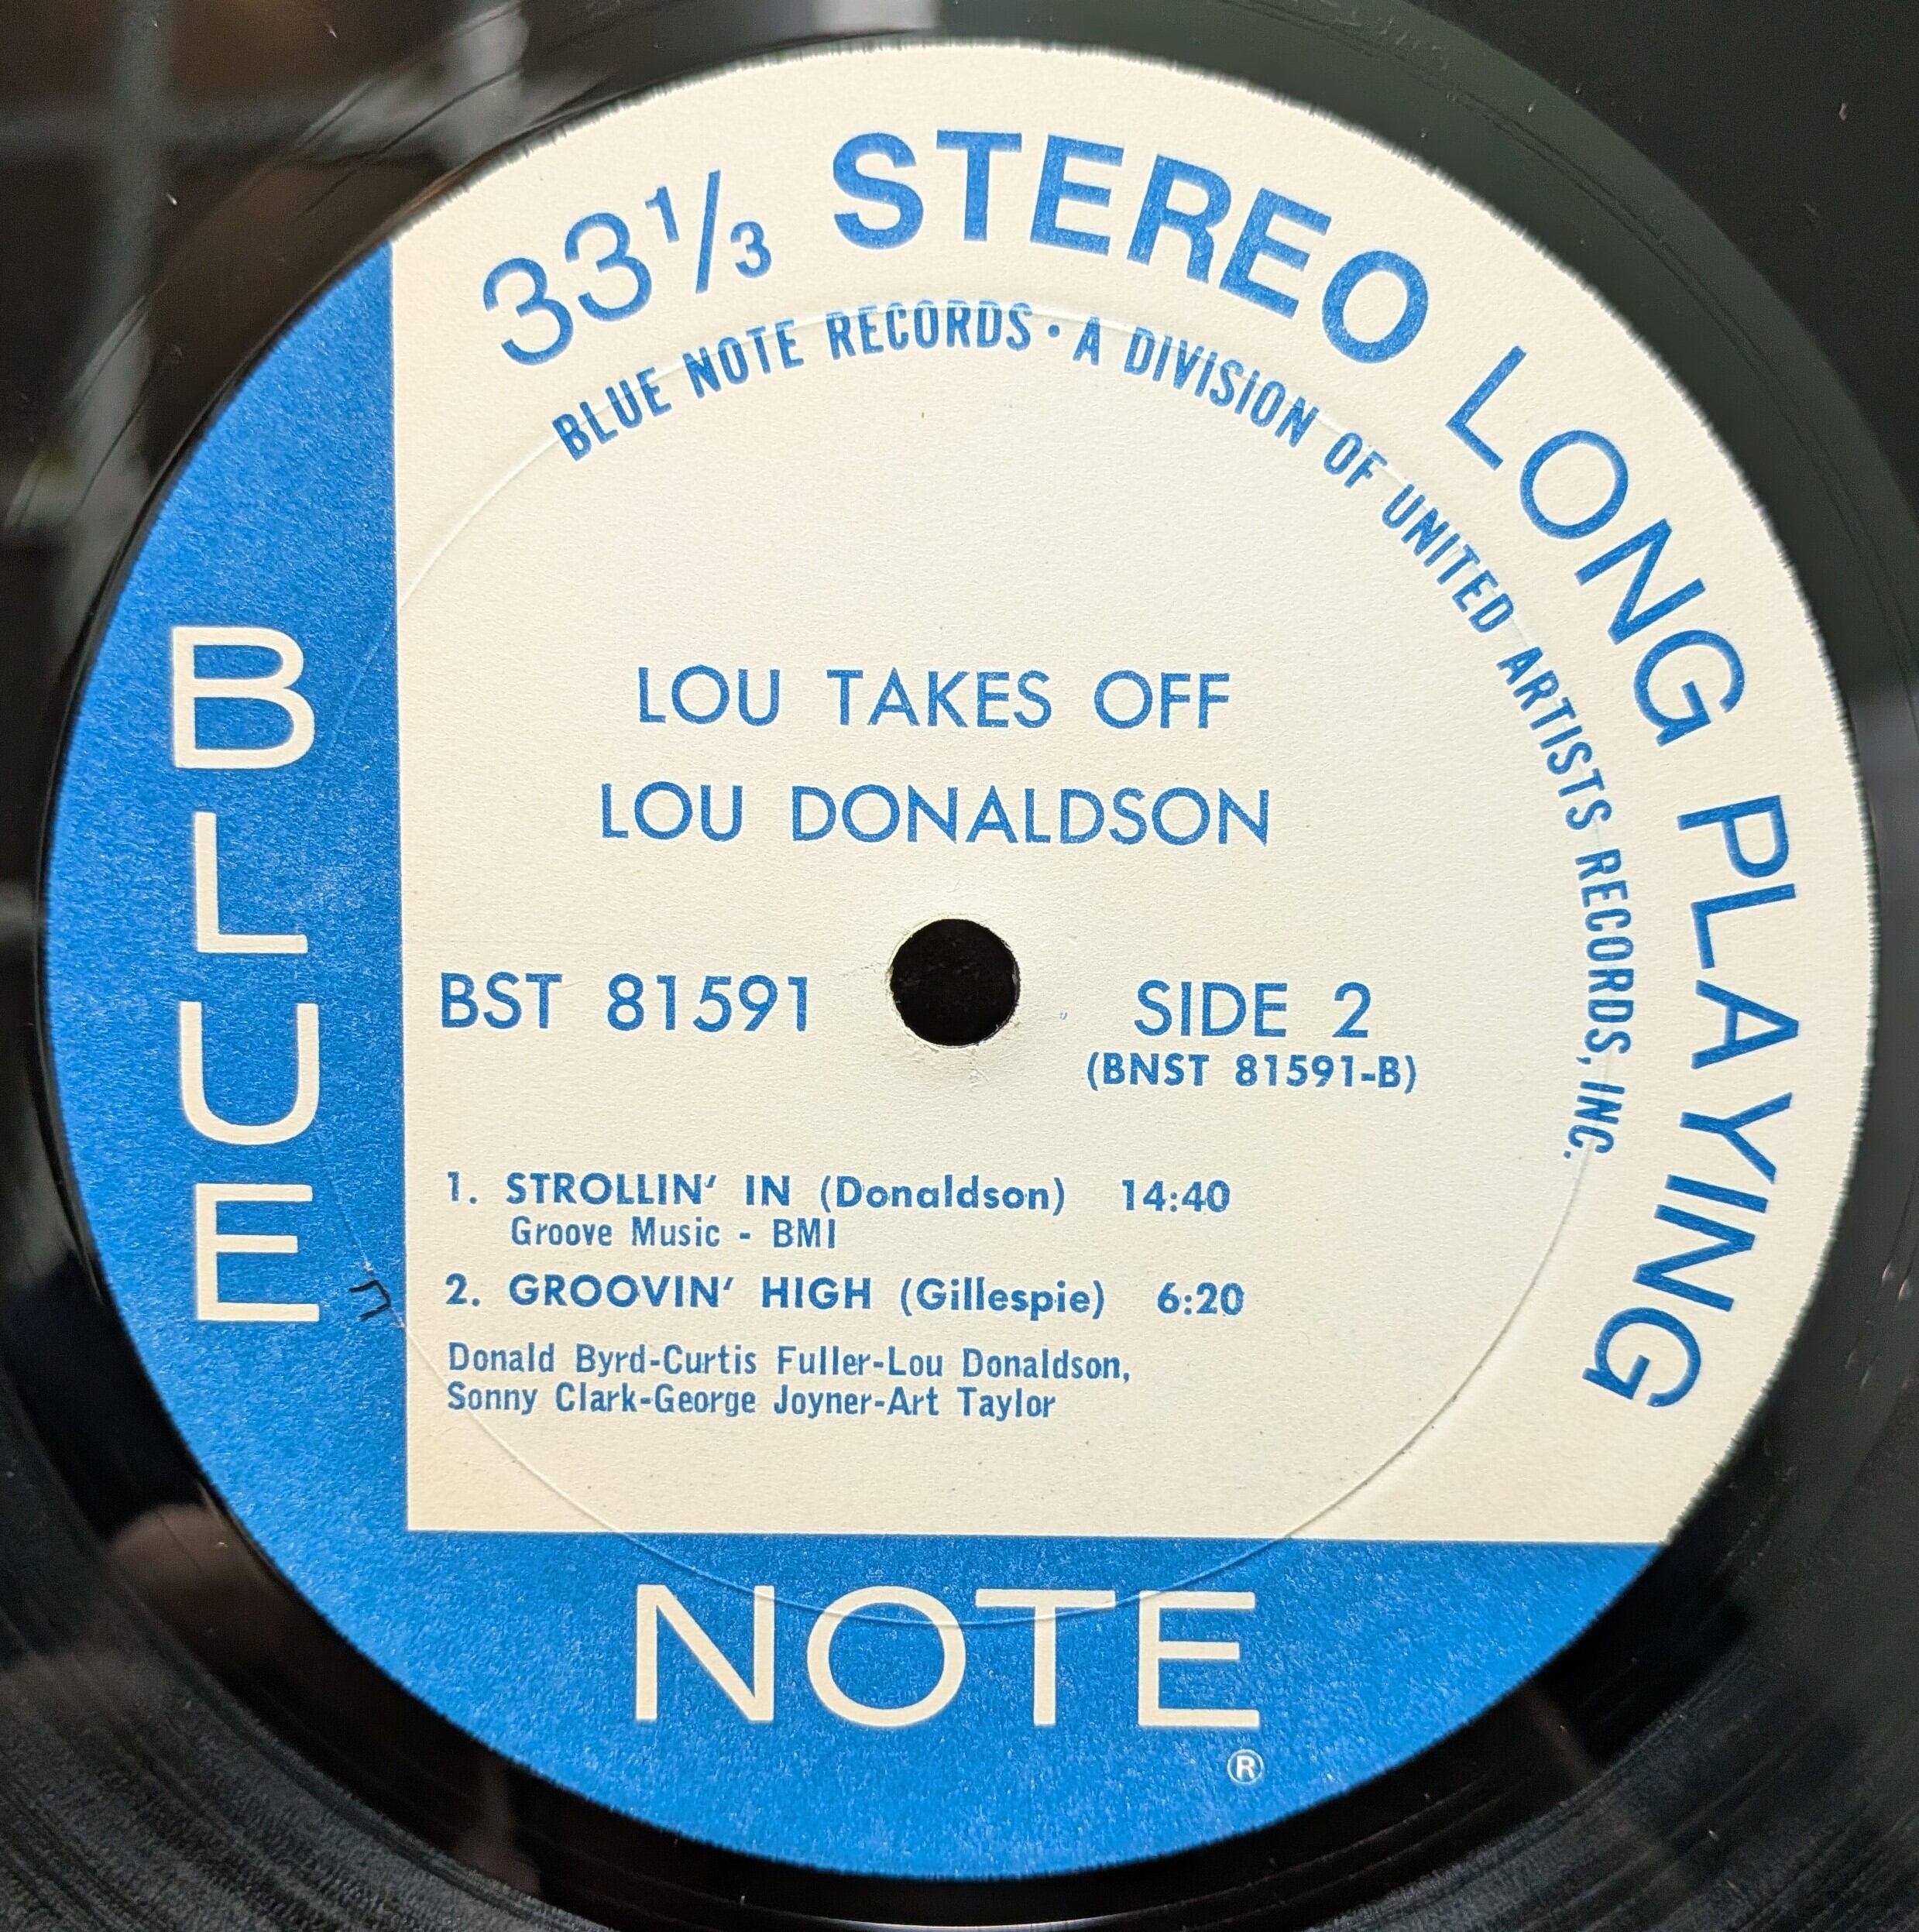 33⅓ STEREO LONG PLAYING
BLUE NOTE RECORDS · A DIVISION OF UNITED ARTISTS RECORDS, INC.
LOU TAKES OFF
LOU DONALDSON
BST 81591
SIDE 2
(BNST 81591-B)
1. STROLLIN' IN (Donaldson) 14:40
Groove Music - BMI
2. GROOVIN' HIGH (Gillespie) 6:20
Donald Byrd-Curtis Fuller-Lou Donaldson,
Sonny Clark-George Joyner-Art Taylor
BLUE
NOTE
®